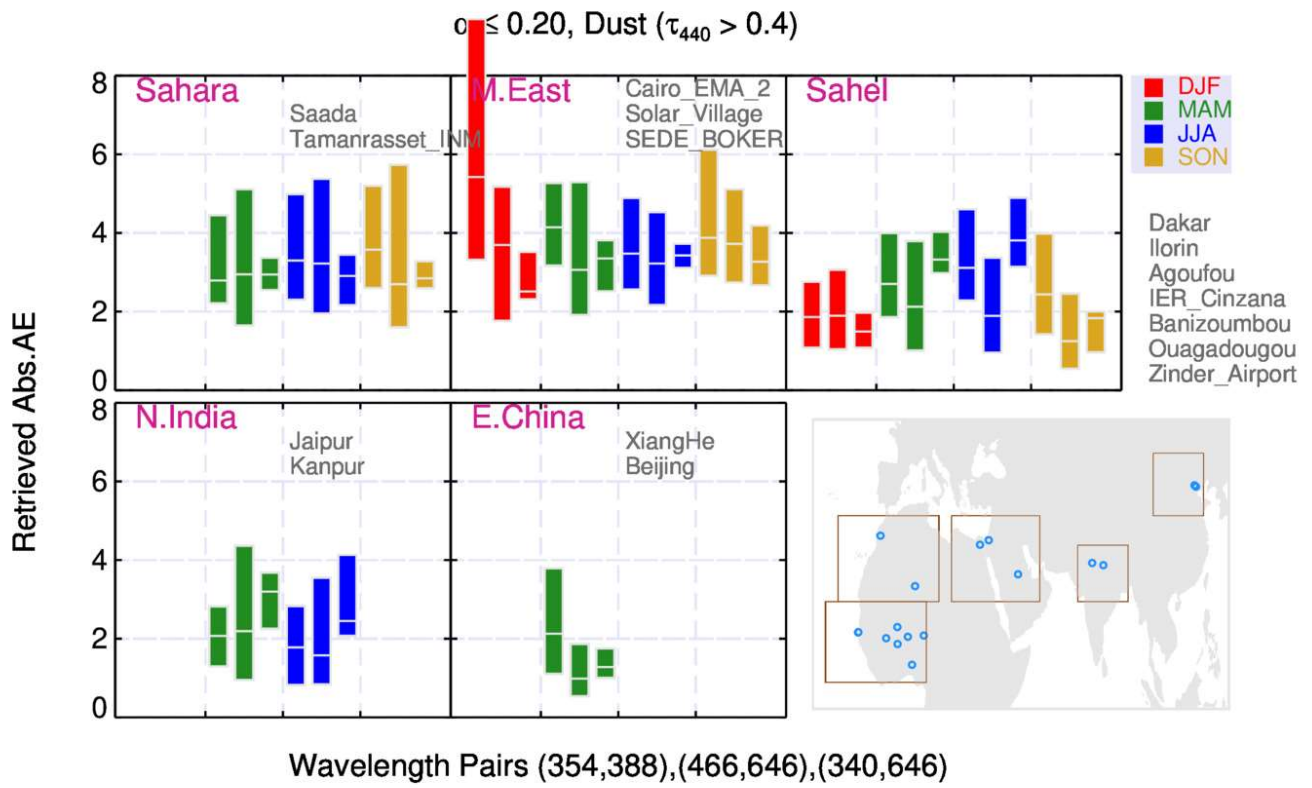 α ≤ 0.20, Dust (τ440 > 0.4)
8
6
4
2
0
Sahara
Saada
Tamanrasset_INM
M.East
Cairo_EMA_2
Solar_Village
SEDE_BOKER
Sahel
DJF
MAM
JJA
SON
Dakar
Ilorin
Agoufou
IER_Cinzana
Banizoumbou
Ouagadougou
Zinder_Airport
Retrieved Abs.AE
8
6
4
2
0
N.India
Jaipur
Kanpur
E.China
XiangHe
Beijing
Wavelength Pairs (354,388),(466,646),(340,646)